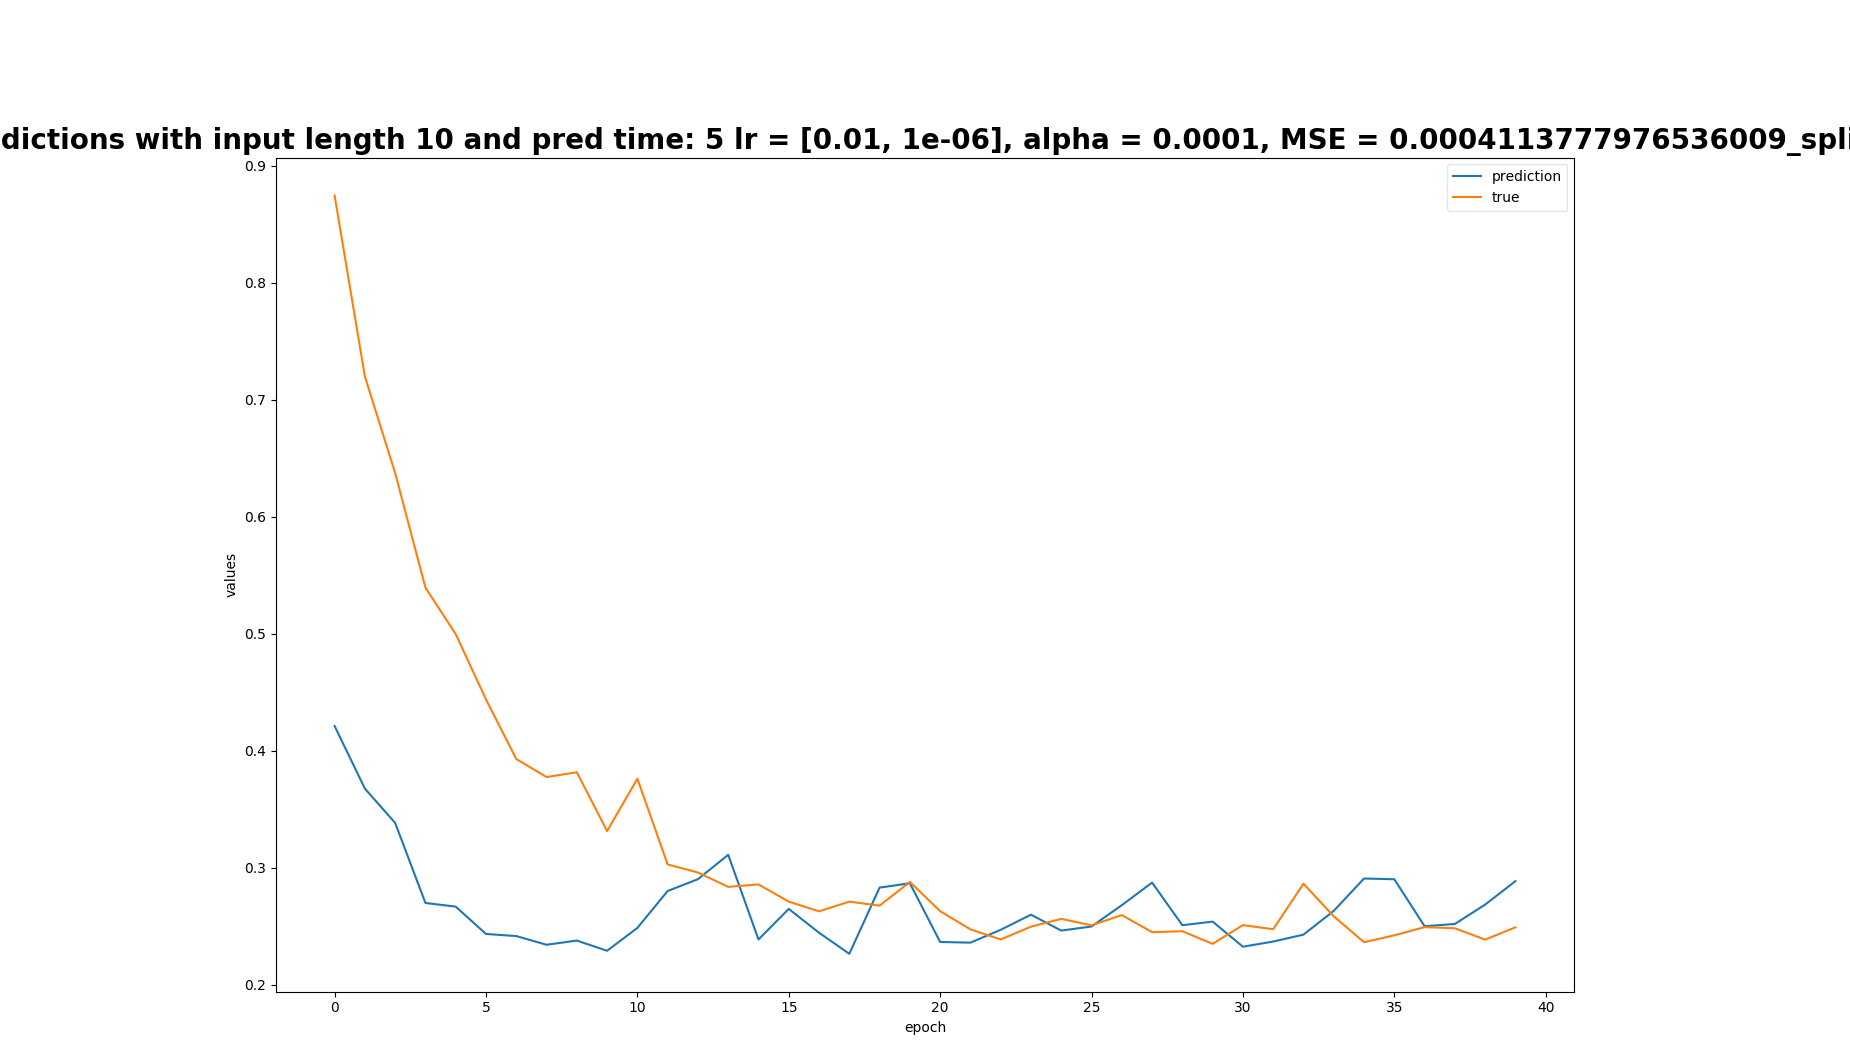 dictions with input length 10 and pred time: 5 lr = [0.01, 1e-06], alpha = 0.0001, MSE = 0.0004113777976536009_spli
prediction
true
0.9
0.8
0.7
0.6
0.5
0.4
0.3
0.2
values
0 5 10 15 20 25 30 35 40
epoch